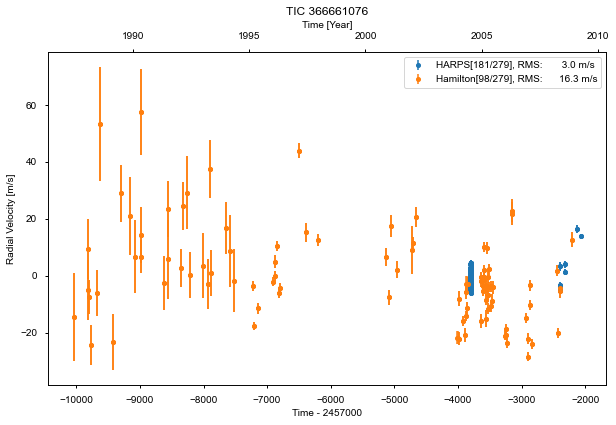 TIC 366661076
Time [Year]
1990 1995 2000 2005 2010
HARPS[181/279], RMS: 3.0 m/s
Hamilton[98/279], RMS: 16.3 m/s
Radial Velocity [m/s]
60
40
20
0
−20
−10000 −9000 −8000 −7000 −6000 −5000 −4000 −3000 −2000
Time - 2457000